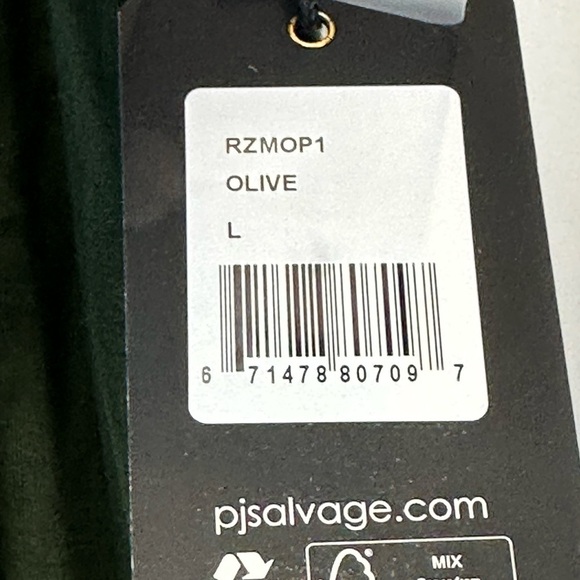 RZMOP1
OLIVE
L
6 71478 80709 7
pjsalvage.com
MIX